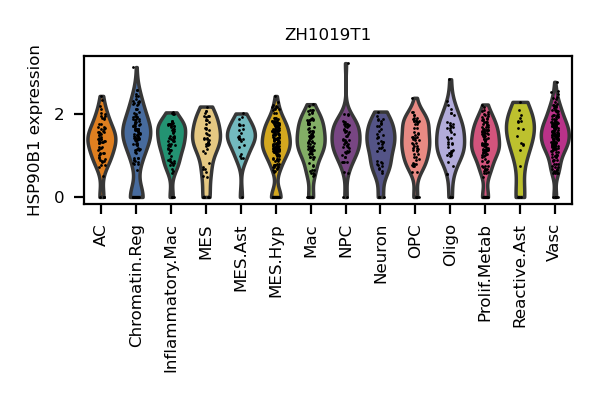 ZH1019T1
HSP90B1 expression
2
0
AC
Chromatin.Reg
Inflammatory.Mac
MES
MES.Ast
MES.Hyp
Mac
NPC
Neuron
OPC
Oligo
Prolif.Metab
Reactive.Ast
Vasc